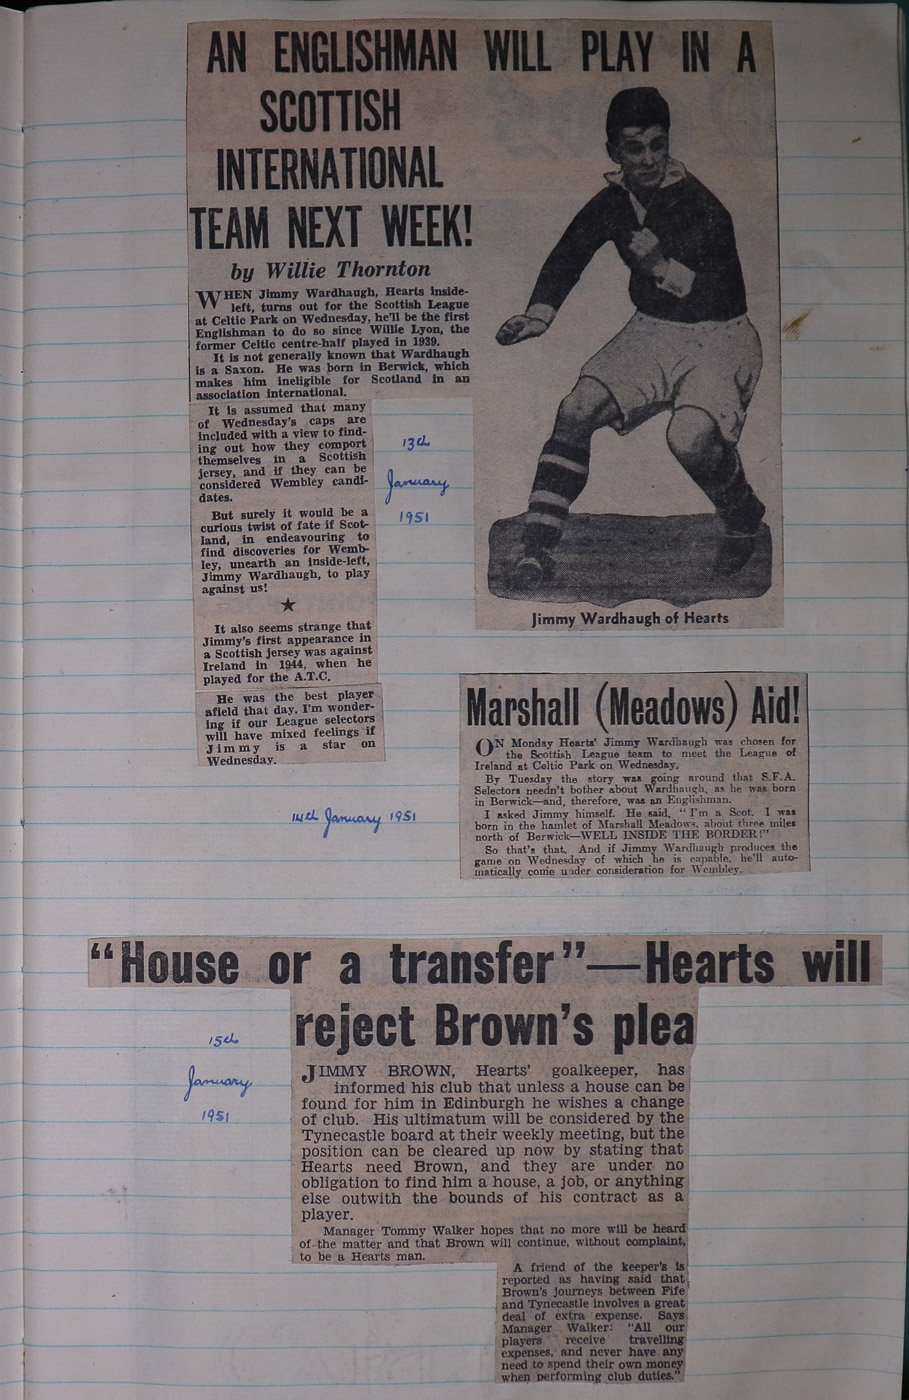 AN ENGLISHMAN WILL PLAY IN A
SCOTTISH
INTERNATIONAL
TEAM NEXT WEEK!
by Willie Thornton
WHEN Jimmy Wardhaugh, Hearts inside-
left, turns out for the Scottish League
at Celtic Park on Wednesday, he'll be the first
Englishman to do so since Willie Lyon, the
former Celtic centre-half played in 1939.
It is not generally known that Wardhaugh
is a Saxon. He was born in Berwick, which
makes him ineligible for Scotland in an
association international.
It is assumed that many
of Wednesday's caps are
included with a view to find-
ing out how they comport
themselves in a Scottish
jersey, and if they can be
considered Wembley candi-
dates.
But surely it would be a
curious twist of fate if Scot-
land, in endeavouring to
find discoveries for Wemb-
ley, unearth an inside-left,
Jimmy Wardhaugh, to play
against us!
★
It also seems strange that
Jimmy's first appearance in
a Scottish jersey was against
Ireland in 1944, when he
played for the A.T.C.
He was the best player
afield that day. I'm wonder-
ing if our League selectors
will have mixed feelings if
Jimmy is a star on
Wednesday.
13th
January
1951
Jimmy Wardhaugh of Hearts
Marshall (Meadows) Aid!
ON Monday Hearts' Jimmy Wardhaugh was chosen for
the Scottish League team to meet the League of
Ireland at Celtic Park on Wednesday.
By Tuesday the story was going around that S.F.A.
Selectors needn't bother about Wardhaugh, as he was born
in Berwick—and, therefore, was an Englishman.
I asked Jimmy himself. He said, "I'm a Scot. I was
born in the hamlet of Marshall Meadows, about three miles
north of Berwick—WELL INSIDE THE BORDER!"
So that's that. And if Jimmy Wardhaugh produces the
game on Wednesday of which he is capable, he'll auto-
matically come under consideration for Wembley.
14th January 1951
"House or a transfer"—Hearts will
reject Brown's plea
15th
January
1951
JIMMY BROWN, Hearts' goalkeeper, has
informed his club that unless a house can be
found for him in Edinburgh he wishes a change
of club. His ultimatum will be considered by the
Tynecastle board at their weekly meeting, but the
position can be cleared up now by stating that
Hearts need Brown, and they are under no
obligation to find him a house, a job, or anything
else outwith the bounds of his contract as a
player.
Manager Tommy Walker hopes that no more will be heard
of the matter and that Brown will continue, without complaint,
to be a Hearts man.
A friend of the keeper's is
reported as having said that
Brown's journeys between Fife
and Tynecastle involves a great
deal of extra expense. Says
Manager Walker: "All our
players receive travelling
expenses, and never have any
need to spend their own money
when performing club duties."